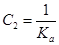 C₂ = 1/Kₐ